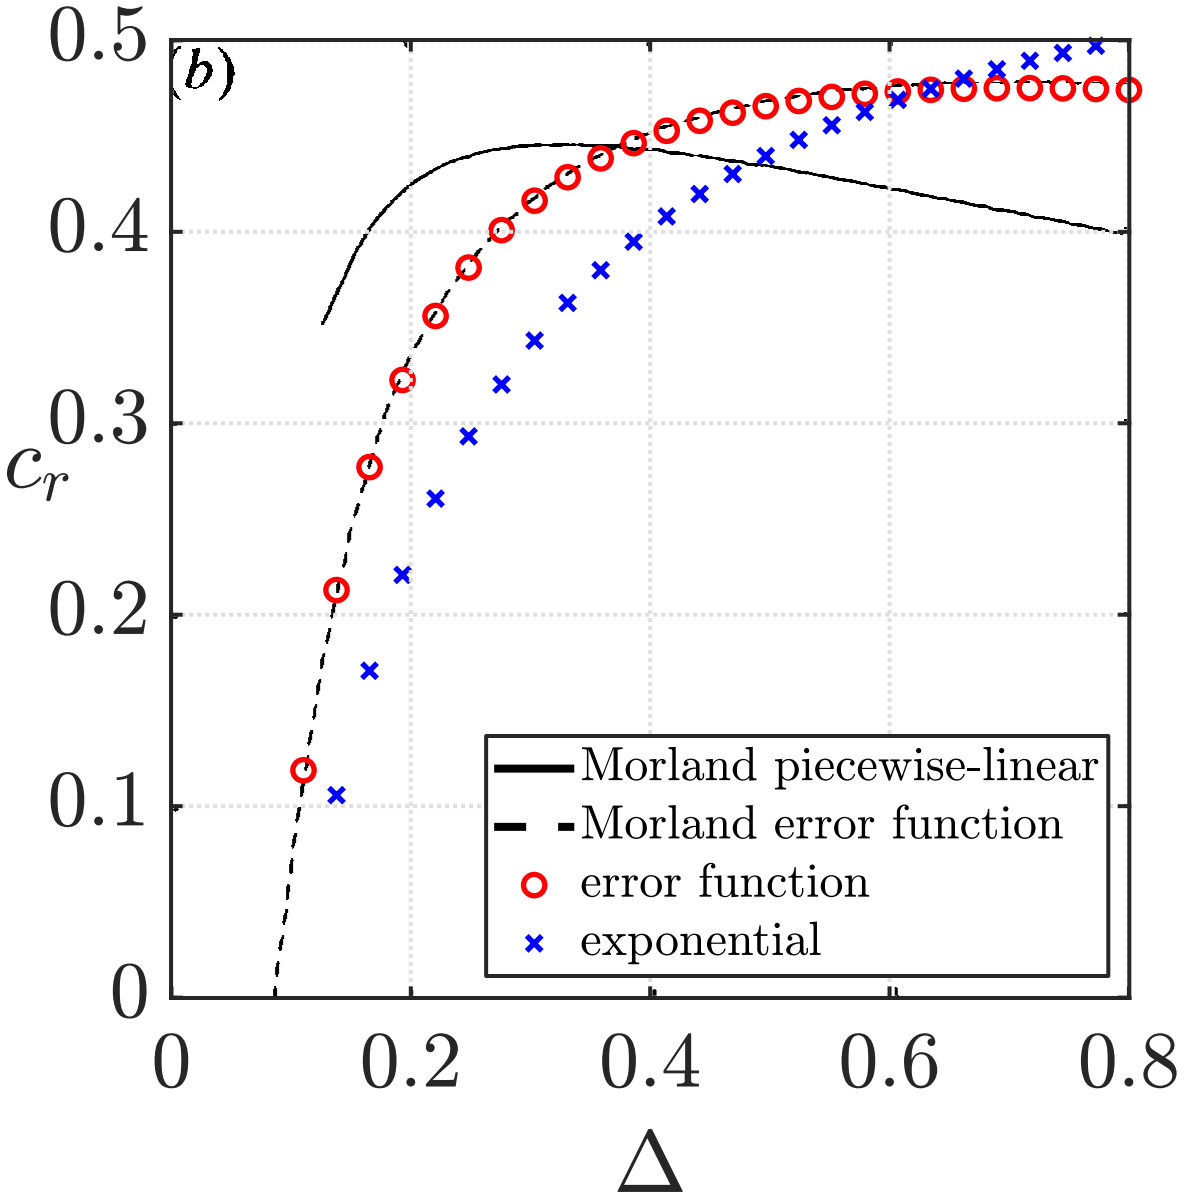 (b)
0.5
0.4
0.3
0.2
0.1
0
c_r
Morland piecewise-linear
Morland error function
error function
exponential
0 0.2 0.4 0.6 0.8
Δ